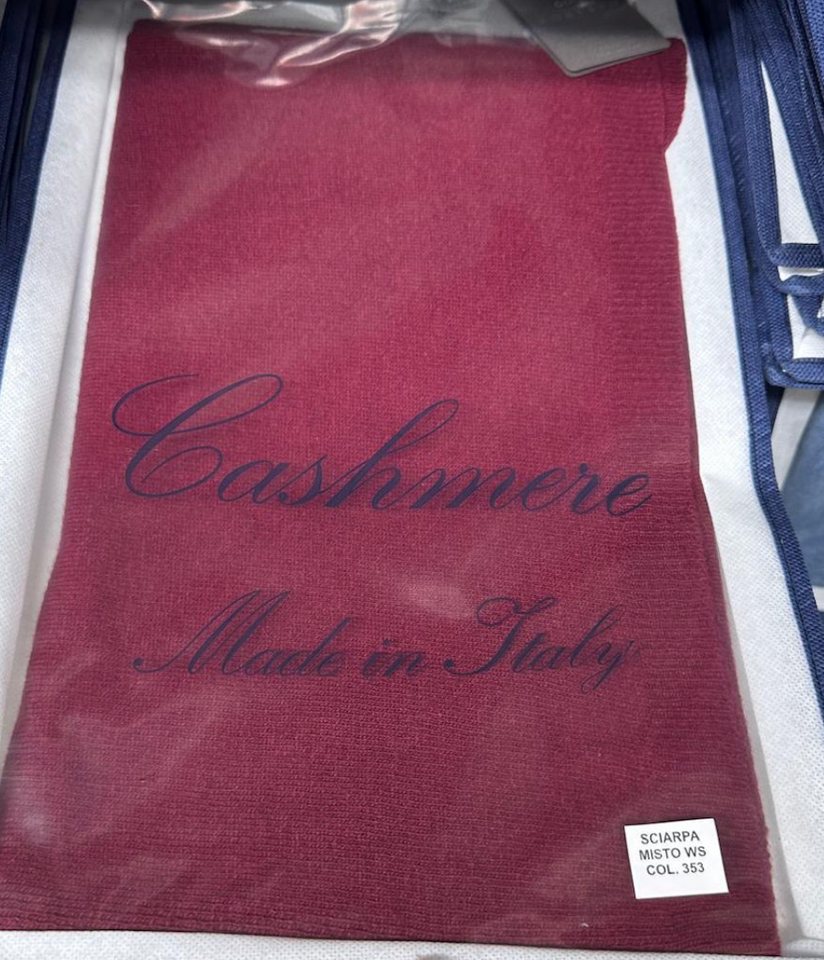 Cashmere
Made in Italy
SCIARPA
MISTO WS
COL. 353